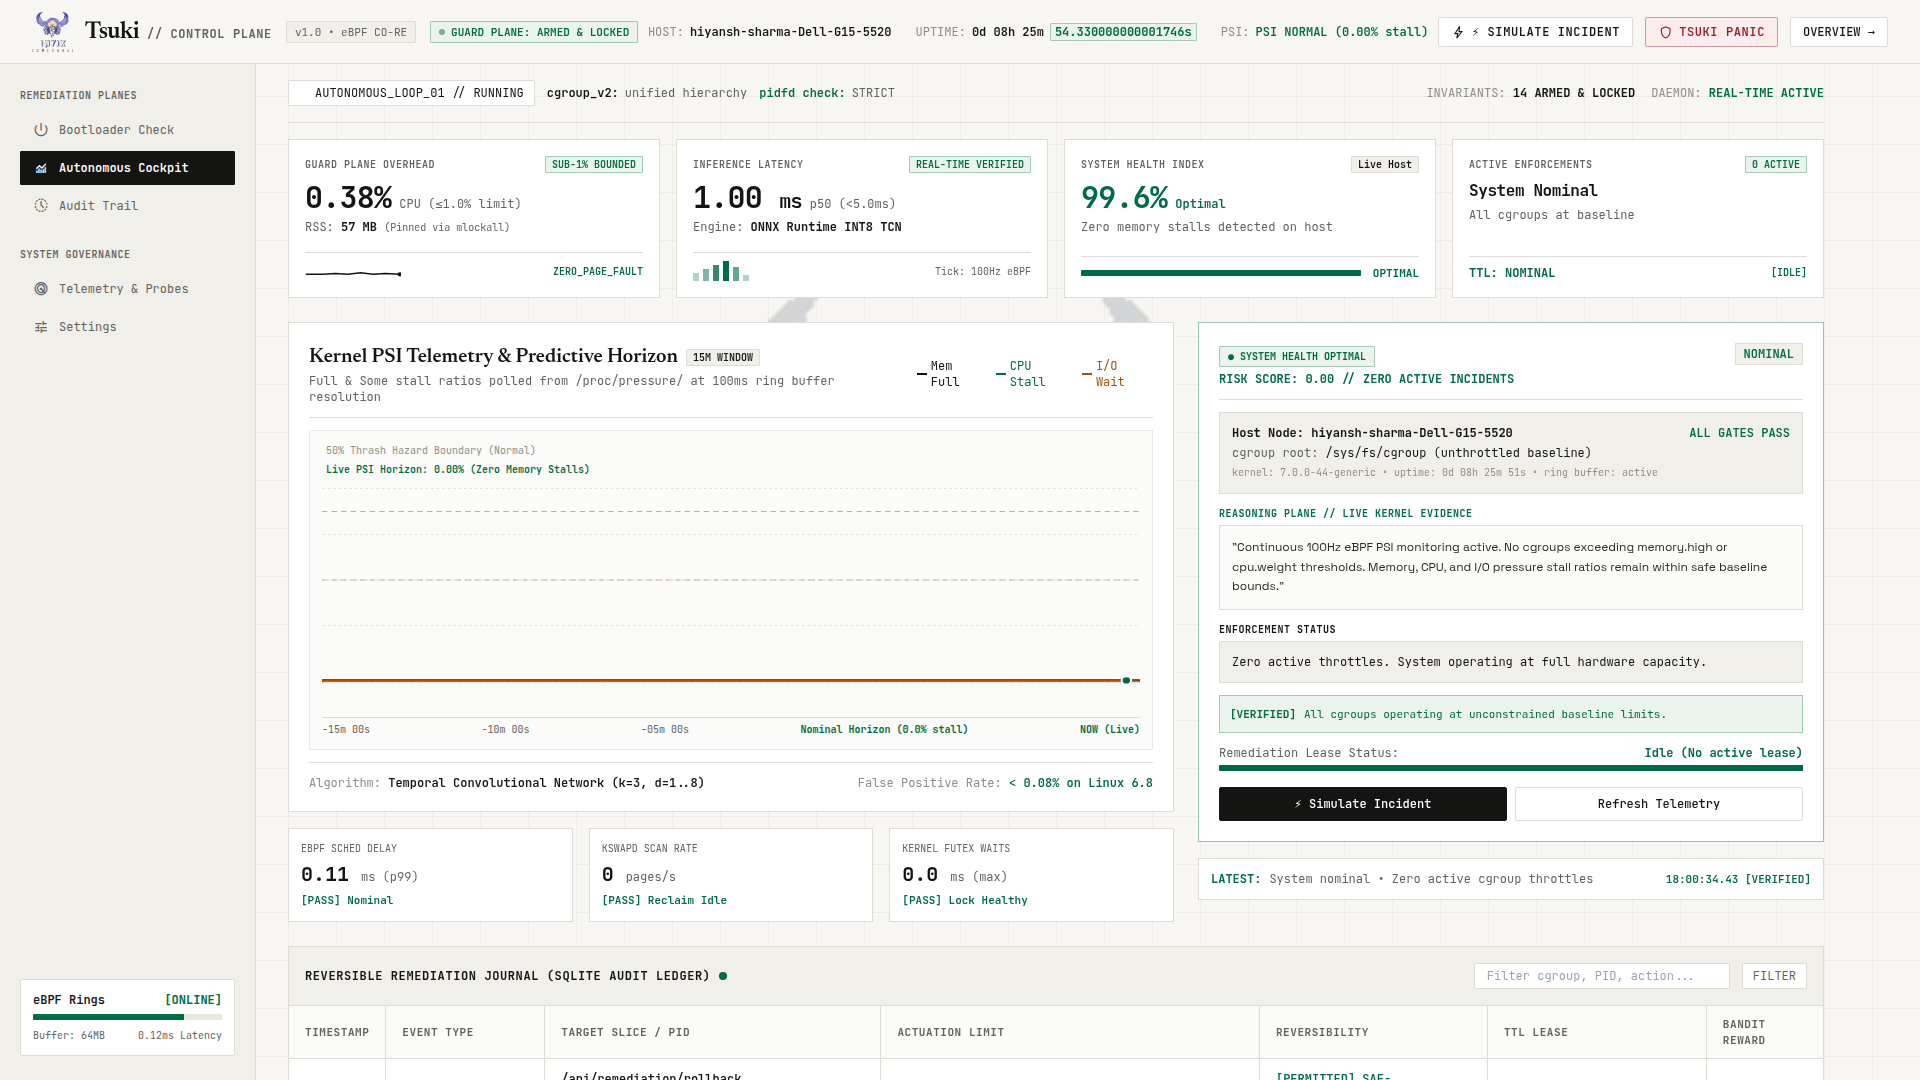 Tsuki // CONTROL PLANE
v1.0 • eBPF CO-RE
GUARD PLANE: ARMED & LOCKED
HOST: hiyansh-sharma-Dell-G15-5520
UPTIME: 0d 08h 25m 54.330000000001746s
PSI: PSI NORMAL (0.00% stall)
⚡ SIMULATE INCIDENT
TSUKI PANIC
OVERVIEW →
REMEDIATION PLANES
Bootloader Check
Autonomous Cockpit
Audit Trail
SYSTEM GOVERNANCE
Telemetry & Probes
Settings
eBPF Rings [ONLINE]
Buffer: 64MB 0.12ms Latency
AUTONOMOUS_LOOP_01 // RUNNING
cgroup_v2: unified hierarchy pidfd check: STRICT
INVARIANTS: 14 ARMED & LOCKED DAEMON: REAL-TIME ACTIVE
GUARD PLANE OVERHEAD
SUB-1% BOUNDED
0.38% CPU (≤1.0% limit)
RSS: 57 MB (Pinned via mlockall)
ZERO_PAGE_FAULT
INFERENCE LATENCY
REAL-TIME VERIFIED
1.00 ms p50 (<5.0ms)
Engine: ONNX Runtime INT8 TCN
Tick: 100Hz eBPF
SYSTEM HEALTH INDEX
Live Host
99.6% Optimal
Zero memory stalls detected on host
OPTIMAL
ACTIVE ENFORCEMENTS
0 ACTIVE
System Nominal
All cgroups at baseline
TTL: NOMINAL [IDLE]
Kernel PSI Telemetry & Predictive Horizon
15M WINDOW
Full & Some stall ratios polled from /proc/pressure/ at 100ms ring buffer
resolution
Mem
Full
CPU
Stall
I/O
Wait
50% Thrash Hazard Boundary (Normal)
Live PSI Horizon: 0.00% (Zero Memory Stalls)
-15m 00s -10m 00s -05m 00s Nominal Horizon (0.0% stall) NOW (Live)
Algorithm: Temporal Convolutional Network (k=3, d=1..8)
False Positive Rate: < 0.08% on Linux 6.8
EBPF SCHED DELAY
0.11 ms (p99)
[PASS] Nominal
KSWAPD SCAN RATE
0 pages/s
[PASS] Reclaim Idle
KERNEL FUTEX WAITS
0.0 ms (max)
[PASS] Lock Healthy
SYSTEM HEALTH OPTIMAL
NOMINAL
RISK SCORE: 0.00 // ZERO ACTIVE INCIDENTS
Host Node: hiyansh-sharma-Dell-G15-5520 ALL GATES PASS
cgroup root: /sys/fs/cgroup (unthrottled baseline)
kernel: 7.0.0-44-generic • uptime: 0d 08h 25m 51s • ring buffer: active
REASONING PLANE // LIVE KERNEL EVIDENCE
"Continuous 100Hz eBPF PSI monitoring active. No cgroups exceeding memory.high or
cpu.weight thresholds. Memory, CPU, and I/O pressure stall ratios remain within safe baseline
bounds."
ENFORCEMENT STATUS
Zero active throttles. System operating at full hardware capacity.
[VERIFIED] All cgroups operating at unconstrained baseline limits.
Remediation Lease Status: Idle (No active lease)
⚡ Simulate Incident
Refresh Telemetry
LATEST: System nominal • Zero active cgroup throttles 18:00:34.43 [VERIFIED]
REVERSIBLE REMEDIATION JOURNAL (SQLITE AUDIT LEDGER)
Filter cgroup, PID, action...
FILTER
TIMESTAMP EVENT TYPE TARGET SLICE / PID ACTUATION LIMIT REVERSIBILITY TTL LEASE BANDIT
REWARD
/api/remediation/rollback
[PERMITTED] SAFE-